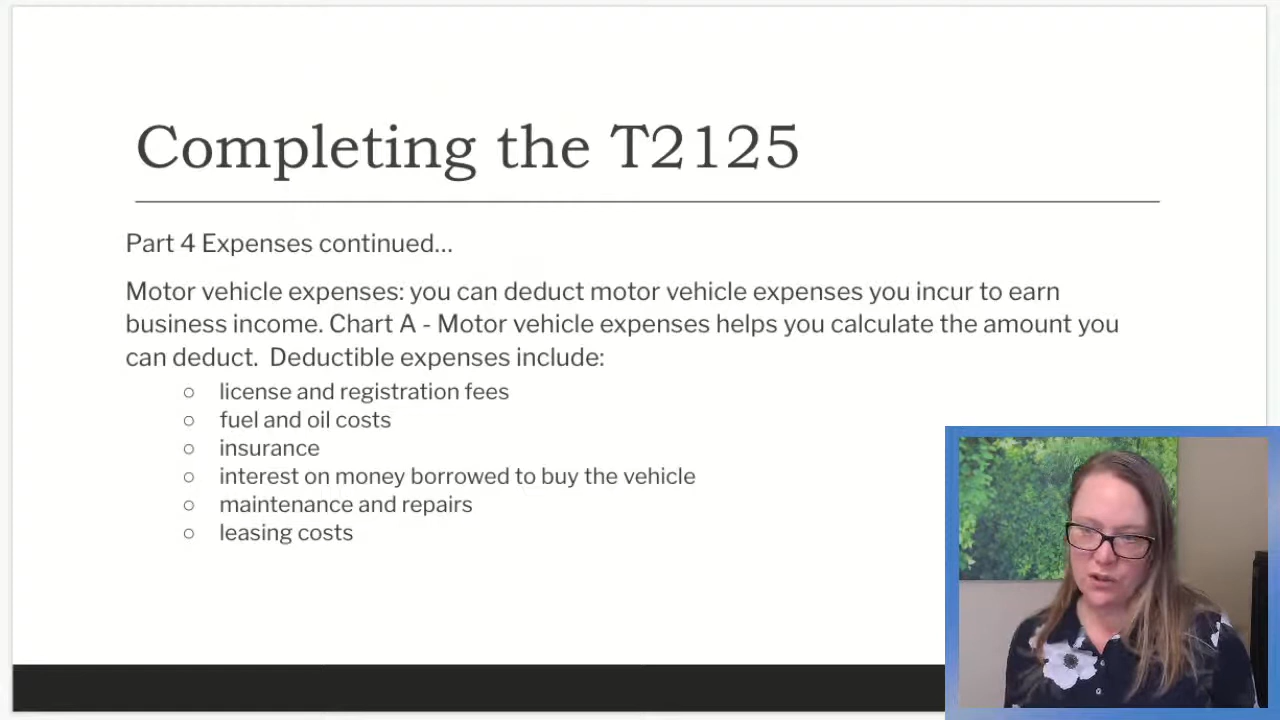 Completing the T2125
Part 4 Expenses continued...
Motor vehicle expenses: you can deduct motor vehicle expenses you incur to earn
business income. Chart A - Motor vehicle expenses helps you calculate the amount you
can deduct.  Deductible expenses include:
○ license and registration fees
○ fuel and oil costs
○ insurance
○ interest on money borrowed to buy the vehicle
○ maintenance and repairs
○ leasing costs